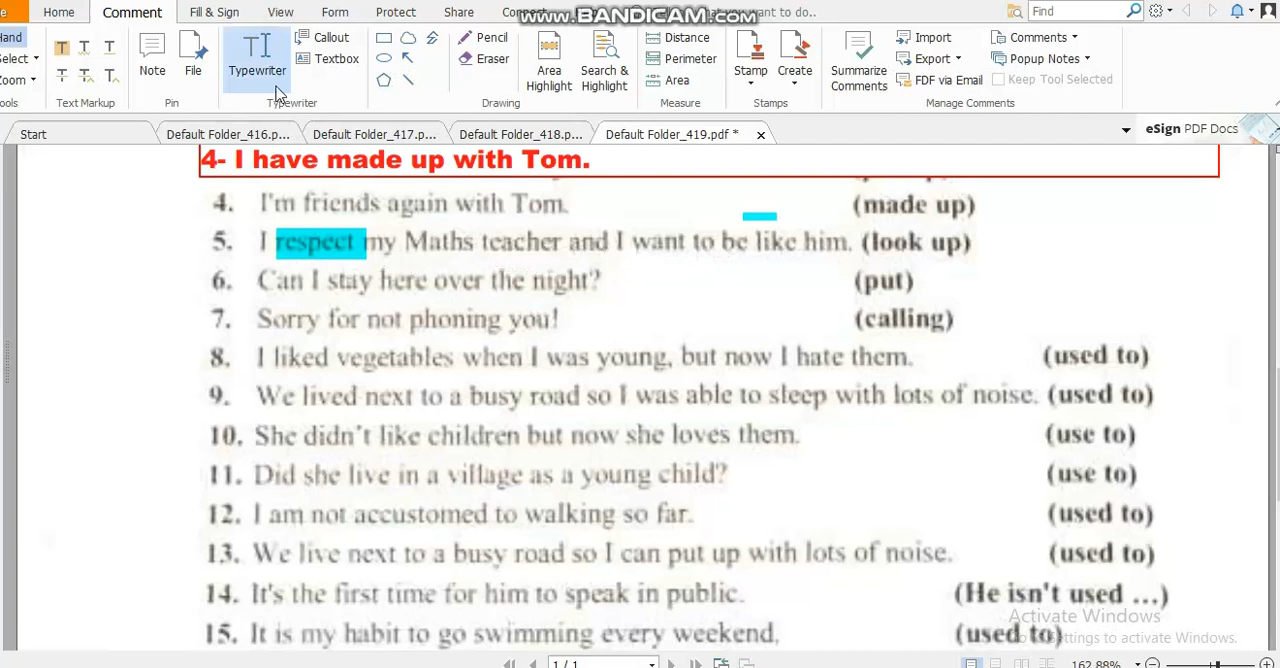 Home Comment Fill & Sign View Form Protect Share Connect you want to do..
www.BANDICAM.com
Find
Hand
Select
Zoom
Note
File
Typewriter
Callout
Textbox
Pencil
Eraser
Area Highlight
Search & Highlight
Distance
Perimeter
Area
Stamp
Create
Summarize Comments
Import
Export
FDF via Email
Comments
Popup Notes
Keep Tool Selected
Text Markup Pin Typewriter Drawing Measure Stamps Manage Comments
Start Default Folder_416.p... Default Folder_417.p... Default Folder_418.p... Default Folder_419.pdf * eSign PDF Docs
4- I have made up with Tom.
4. I'm friends again with Tom. (made up)
5. I respect my Maths teacher and I want to be like him. (look up)
6. Can I stay here over the night? (put)
7. Sorry for not phoning you! (calling)
8. I liked vegetables when I was young, but now I hate them. (used to)
9. We lived next to a busy road so I was able to sleep with lots of noise. (used to)
10. She didn't like children but now she loves them. (use to)
11. Did she live in a village as a young child? (use to)
12. I am not accustomed to walking so far. (used to)
13. We live next to a busy road so I can put up with lots of noise. (used to)
14. It's the first time for him to speak in public. (He isn't used ...)
15. It is my habit to go swimming every weekend. (used to)
Activate Windows
Go to Settings to activate Windows.
1 / 1 162.88%